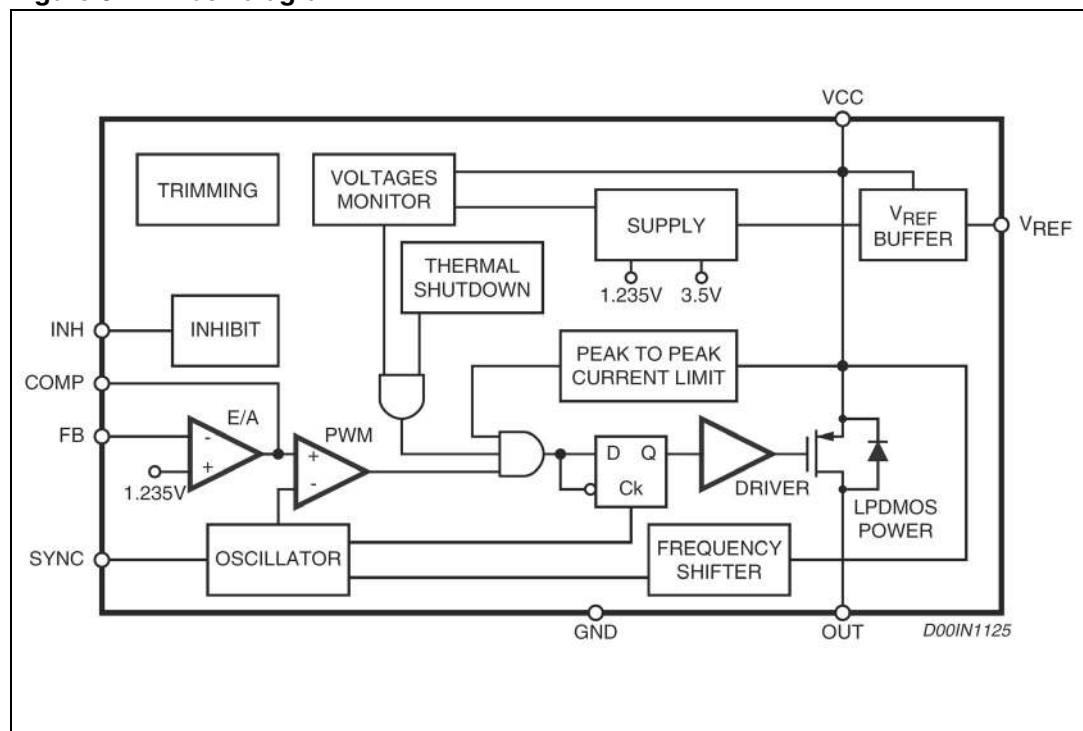 VCC
TRIMMING
VOLTAGES
MONITOR
SUPPLY
VREF
BUFFER
VREF
THERMAL
SHUTDOWN
1.235V
3.5V
INH
INHIBIT
PEAK TO PEAK
CURRENT LIMIT
COMP
E/A
FB
-
+
1.235V
PWM
+
-
D
Q
Ck
DRIVER
LPDMOS
POWER
SYNC
OSCILLATOR
FREQUENCY
SHIFTER
GND
OUT
D00IN1125